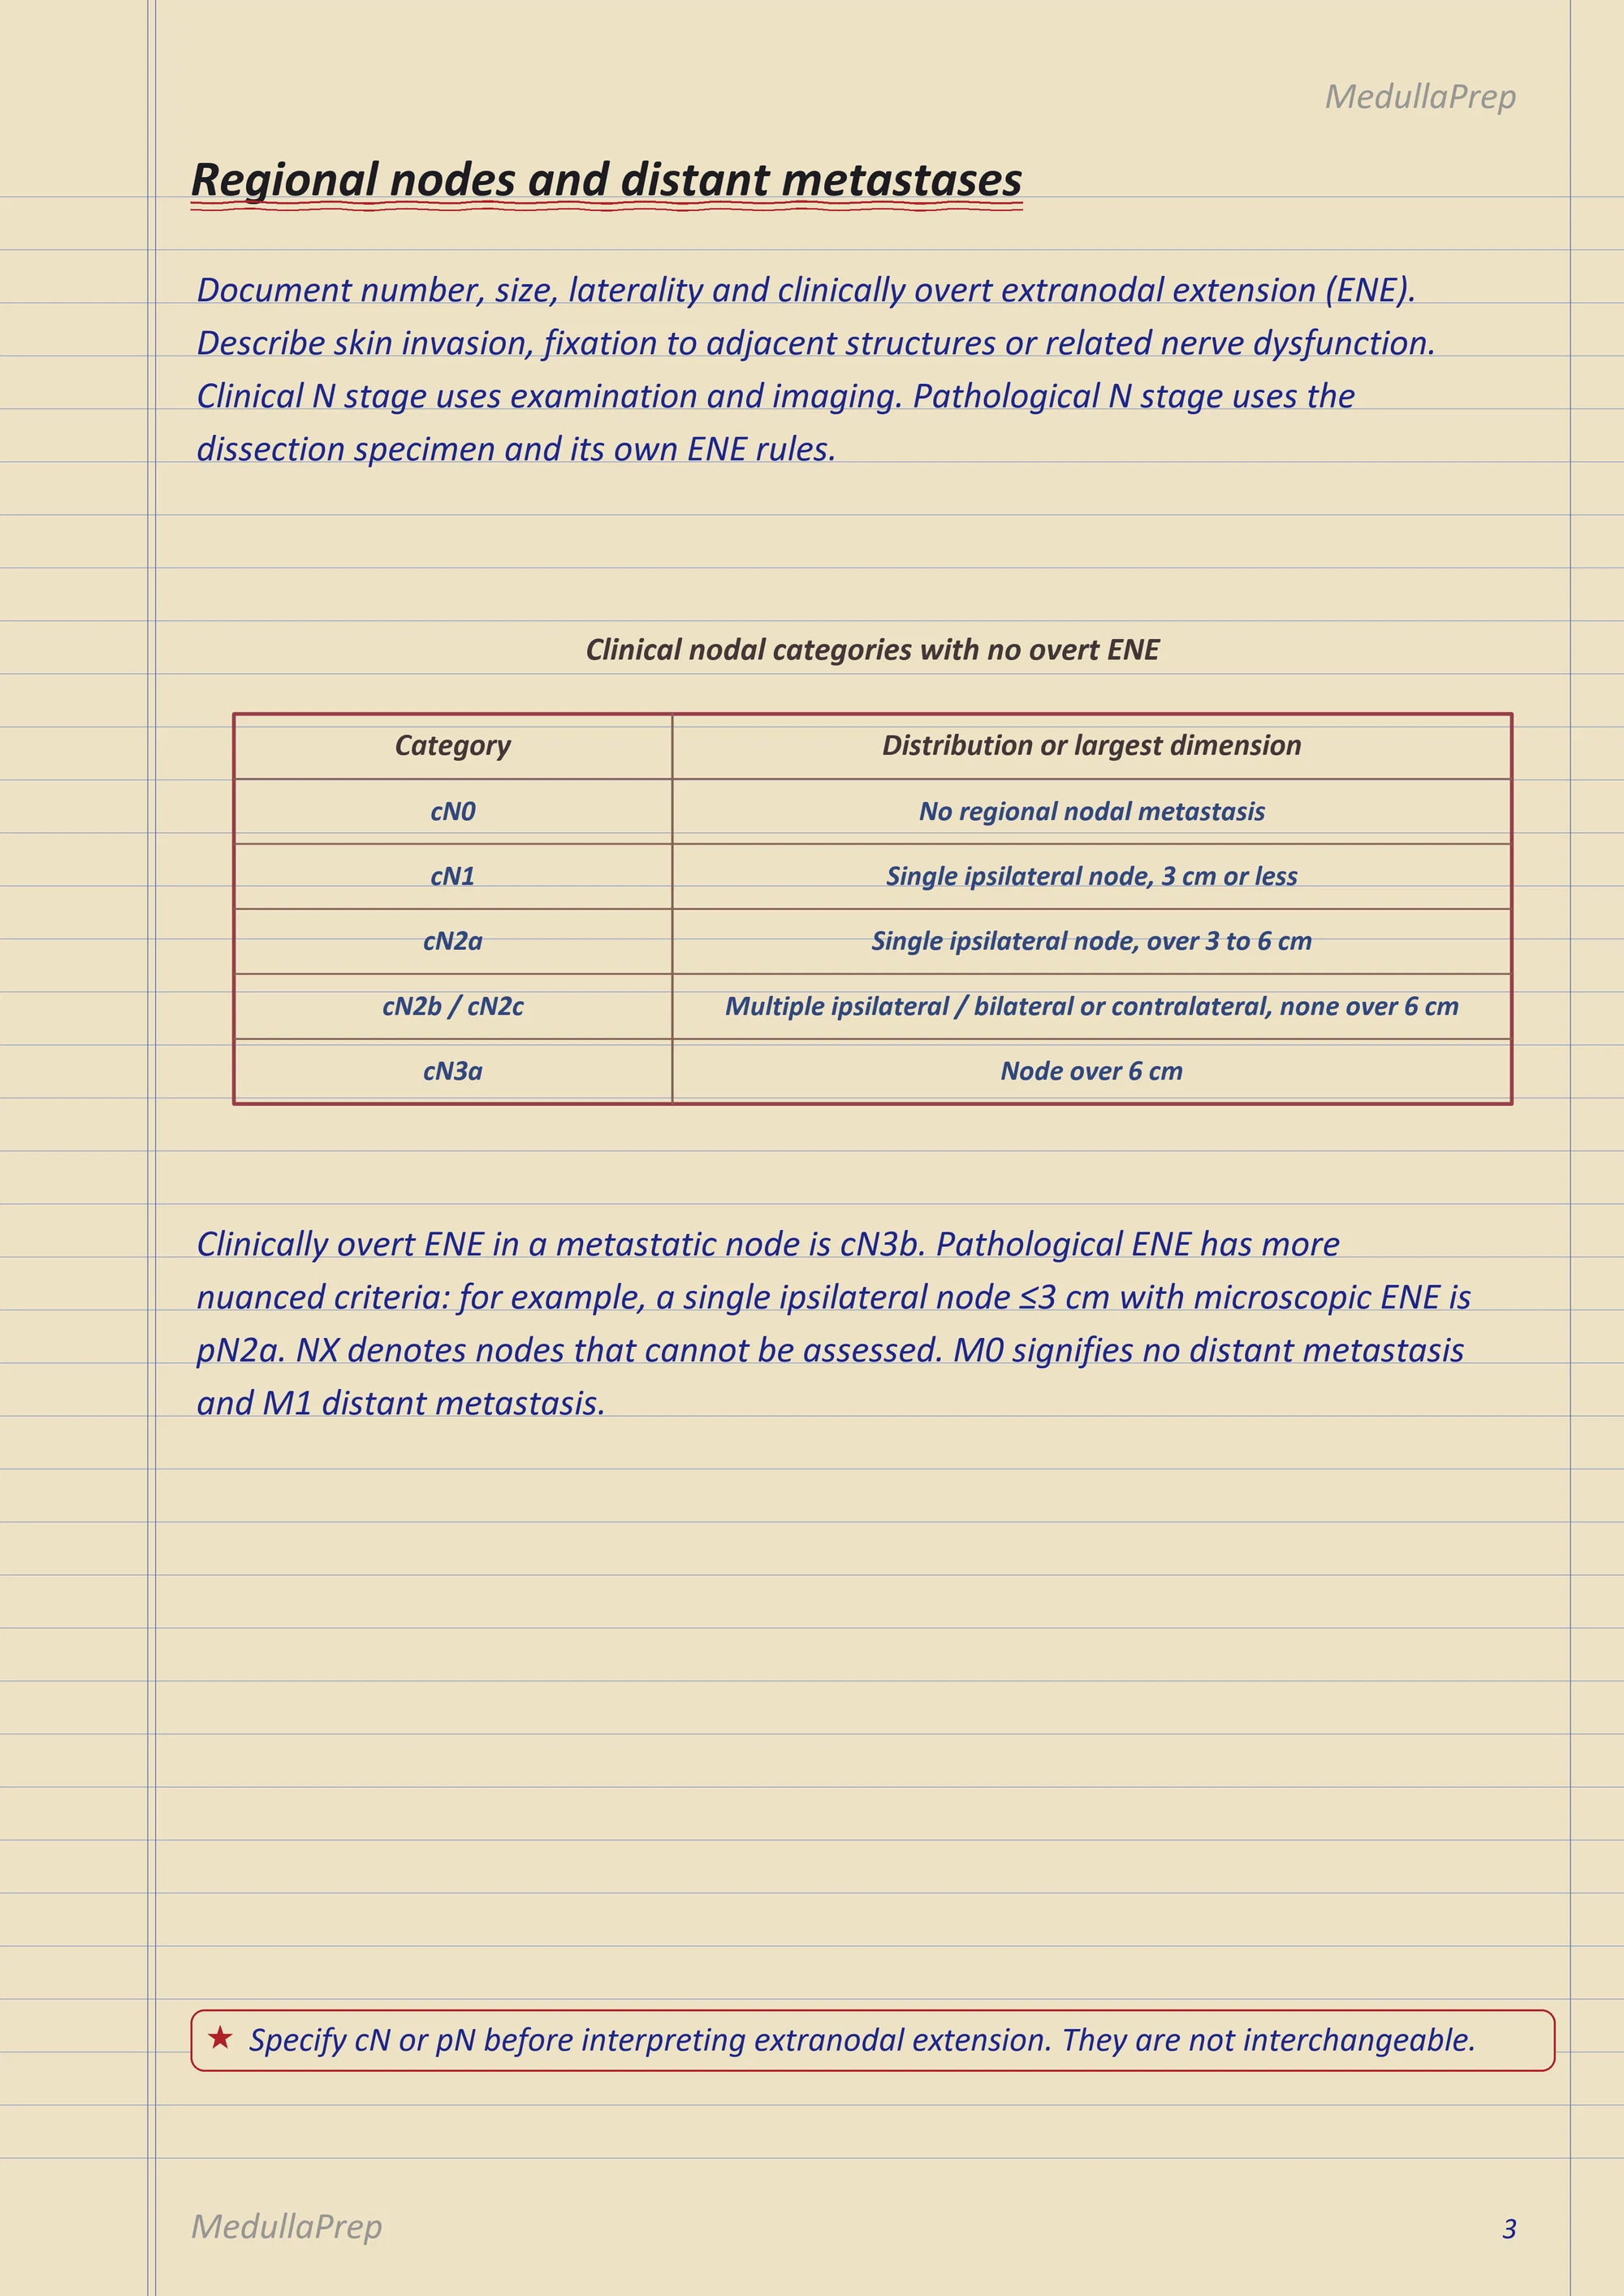 MedullaPrep
Regional nodes and distant metastases
Document number, size, laterality and clinically overt extranodal extension (ENE).
Describe skin invasion, fixation to adjacent structures or related nerve dysfunction.
Clinical N stage uses examination and imaging. Pathological N stage uses the
dissection specimen and its own ENE rules.
Clinical nodal categories with no overt ENE
Category Distribution or largest dimension
cN0 No regional nodal metastasis
cN1 Single ipsilateral node, 3 cm or less
cN2a Single ipsilateral node, over 3 to 6 cm
cN2b / cN2c Multiple ipsilateral / bilateral or contralateral, none over 6 cm
cN3a Node over 6 cm
Clinically overt ENE in a metastatic node is cN3b. Pathological ENE has more
nuanced criteria: for example, a single ipsilateral node ≤3 cm with microscopic ENE is
pN2a. NX denotes nodes that cannot be assessed. M0 signifies no distant metastasis
and M1 distant metastasis.
★ Specify cN or pN before interpreting extranodal extension. They are not interchangeable.
MedullaPrep 3